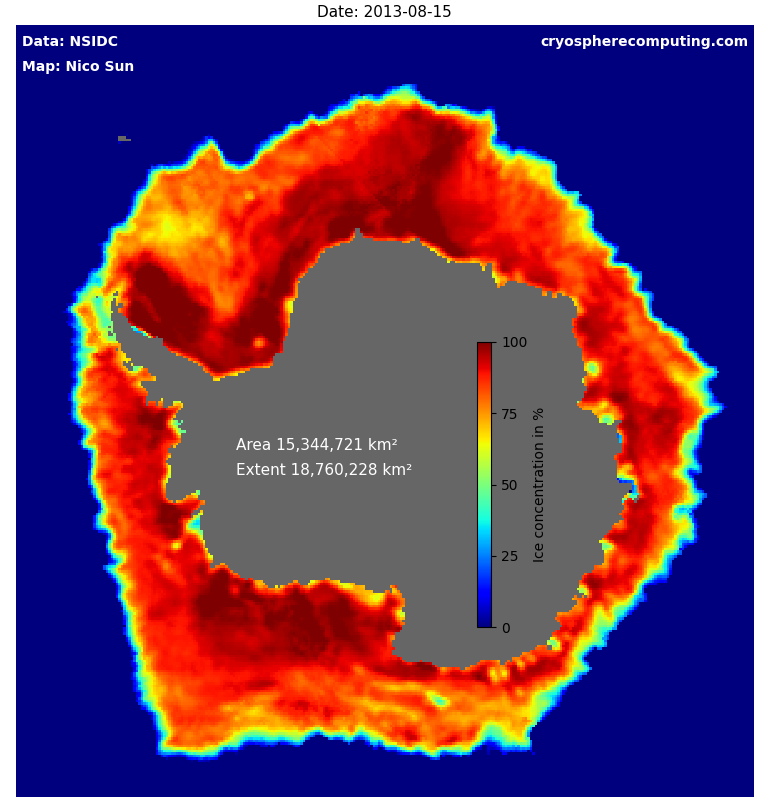 Date: 2013-08-15
Data: NSIDC
cryospherecomputing.com
Map: Nico Sun
100
75
50
25
0
Ice concentration in %
Area 15,344,721 km²
Extent 18,760,228 km²